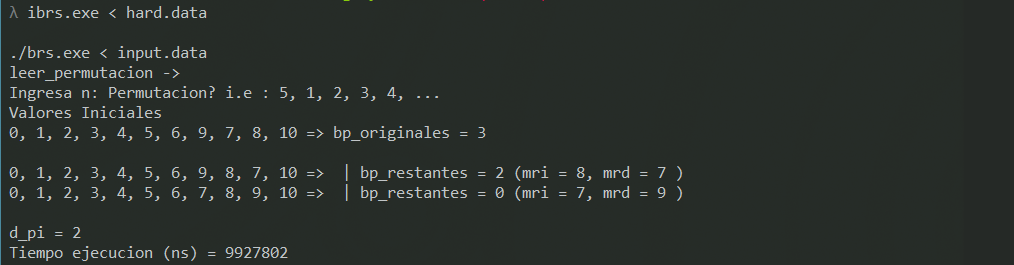 λ ibrs.exe < hard.data
./brs.exe < input.data
leer_permutacion ->
Ingresa n: Permutacion? i.e : 5, 1, 2, 3, 4, ...
Valores Iniciales
0, 1, 2, 3, 4, 5, 6, 9, 7, 8, 10 => bp_originales = 3
0, 1, 2, 3, 4, 5, 6, 9, 8, 7, 10 =>  | bp_restantes = 2 (mri = 8, mrd = 7 )
0, 1, 2, 3, 4, 5, 6, 7, 8, 9, 10 =>  | bp_restantes = 0 (mri = 7, mrd = 9 )
d_pi = 2
Tiempo ejecucion (ns) = 9927802